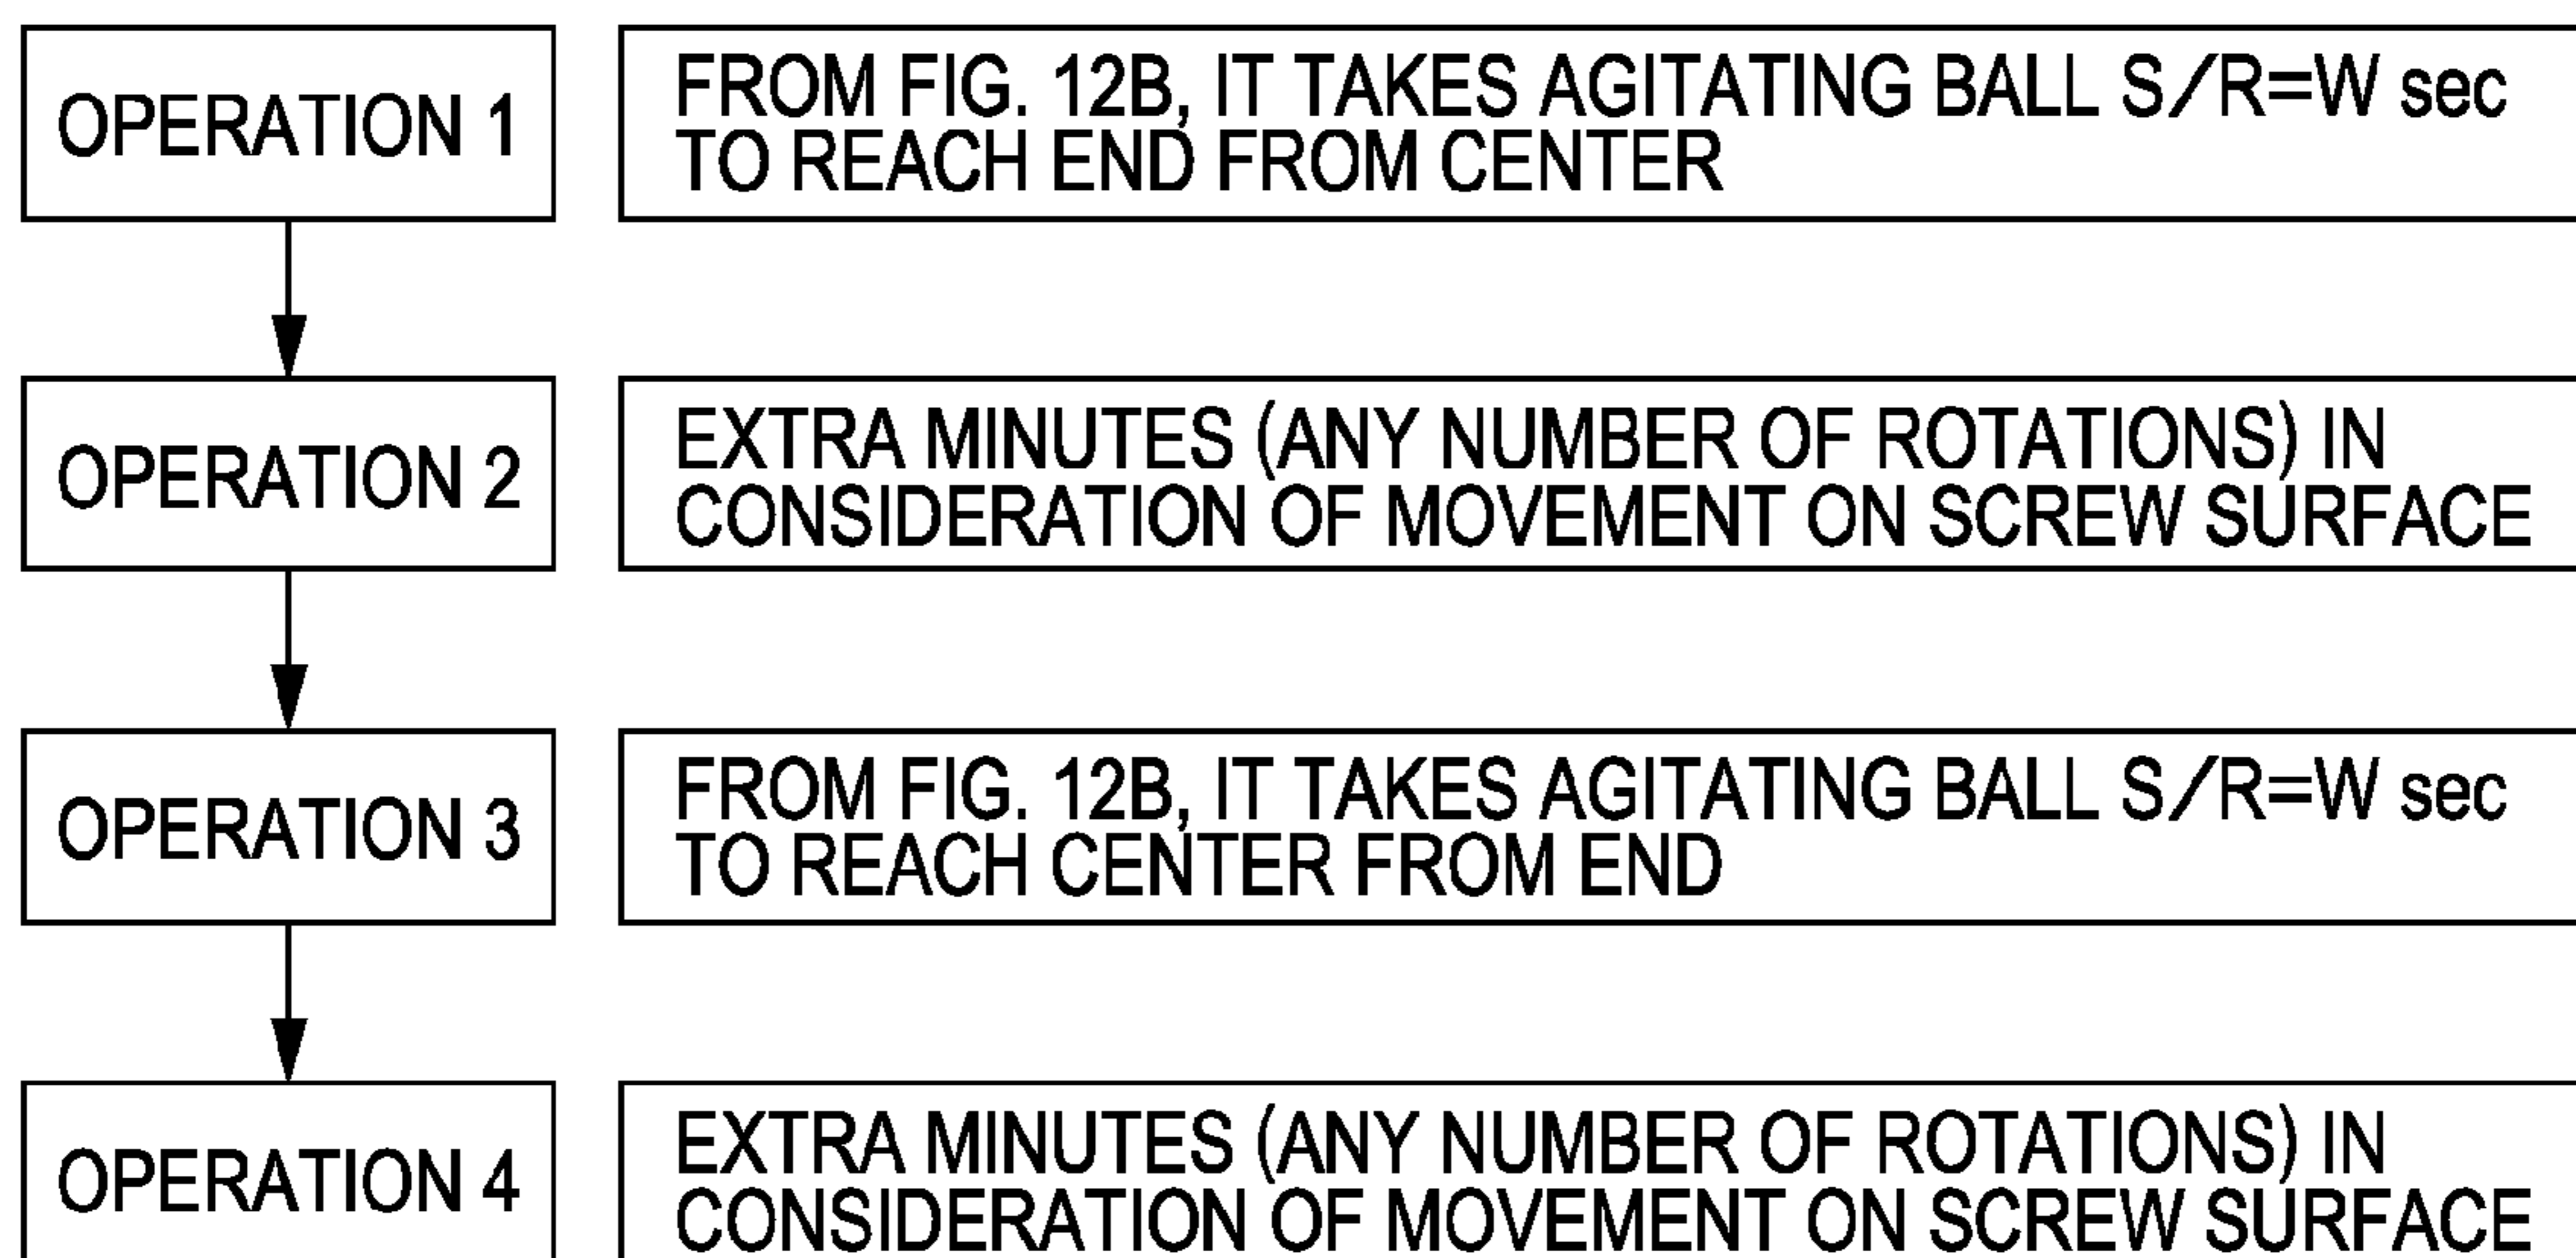 OPERATION 1
FROM FIG. 12B, IT TAKES AGITATING BALL S/R=W sec
TO REACH END FROM CENTER
OPERATION 2
EXTRA MINUTES (ANY NUMBER OF ROTATIONS) IN
CONSIDERATION OF MOVEMENT ON SCREW SURFACE
OPERATION 3
FROM FIG. 12B, IT TAKES AGITATING BALL S/R=W sec
TO REACH CENTER FROM END
OPERATION 4
EXTRA MINUTES (ANY NUMBER OF ROTATIONS) IN
CONSIDERATION OF MOVEMENT ON SCREW SURFACE